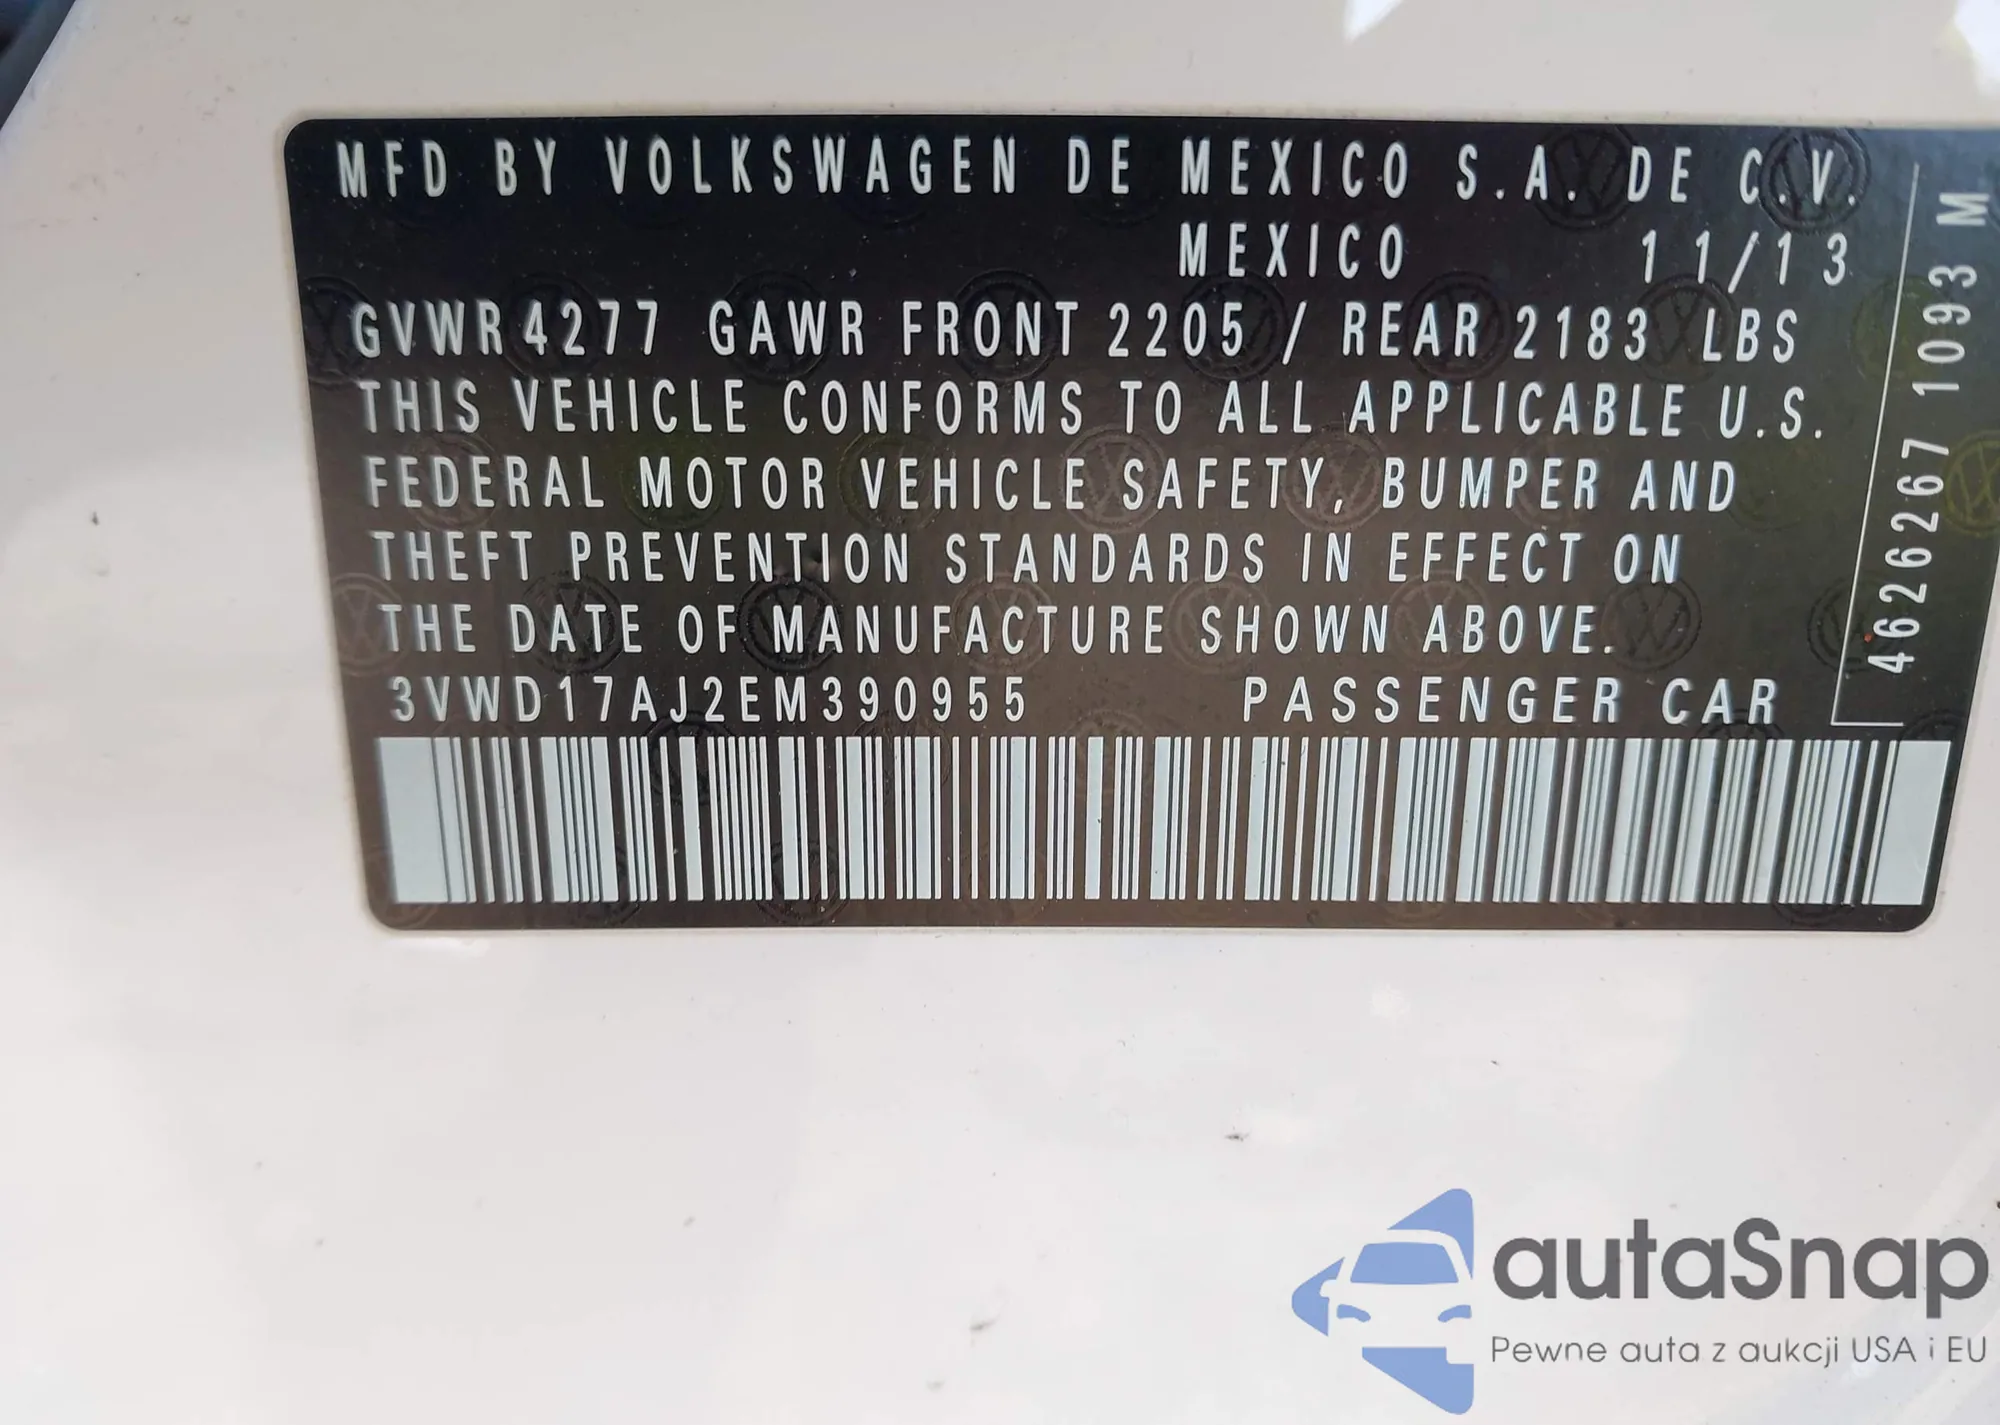 MFD BY VOLKSWAGEN DE MEXICO S.A. DE C.V.
MEXICO 11/13
GVWR 4277 GAWR FRONT 2205 / REAR 2183 LBS
THIS VEHICLE CONFORMS TO ALL APPLICABLE U.S.
FEDERAL MOTOR VEHICLE SAFETY, BUMPER AND
THEFT PREVENTION STANDARDS IN EFFECT ON
THE DATE OF MANUFACTURE SHOWN ABOVE.
3VWD17AJ2EM390955 PASSENGER CAR
4626267 1093 M
autaSnap
Pewne auta z aukcji USA i EU